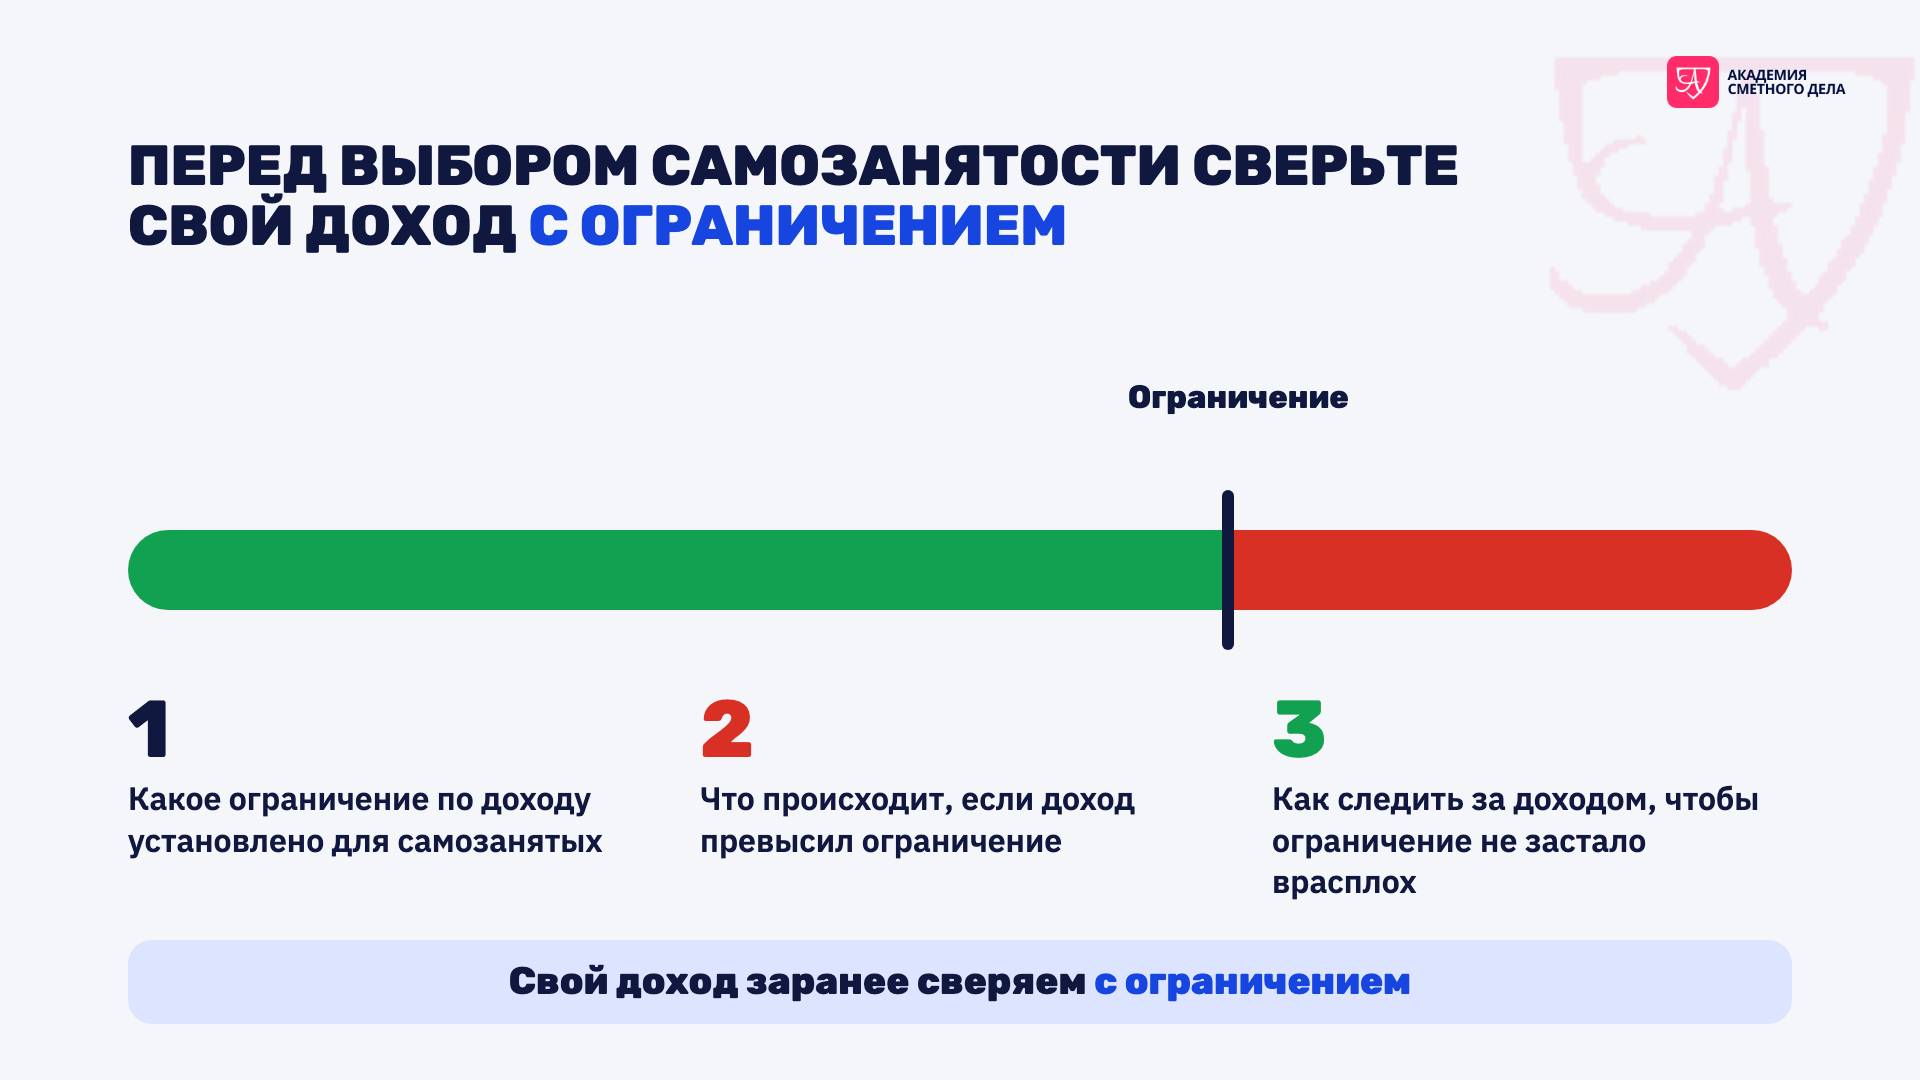 АКАДЕМИЯ
СМЕТНОГО ДЕЛА
ПЕРЕД ВЫБОРОМ САМОЗАНЯТОСТИ СВЕРЬТЕ
СВОЙ ДОХОД С ОГРАНИЧЕНИЕМ
Ограничение
1
Какое ограничение по доходу
установлено для самозанятых
2
Что происходит, если доход
превысил ограничение
3
Как следить за доходом, чтобы
ограничение не застало
врасплох
Свой доход заранее сверяем с ограничением